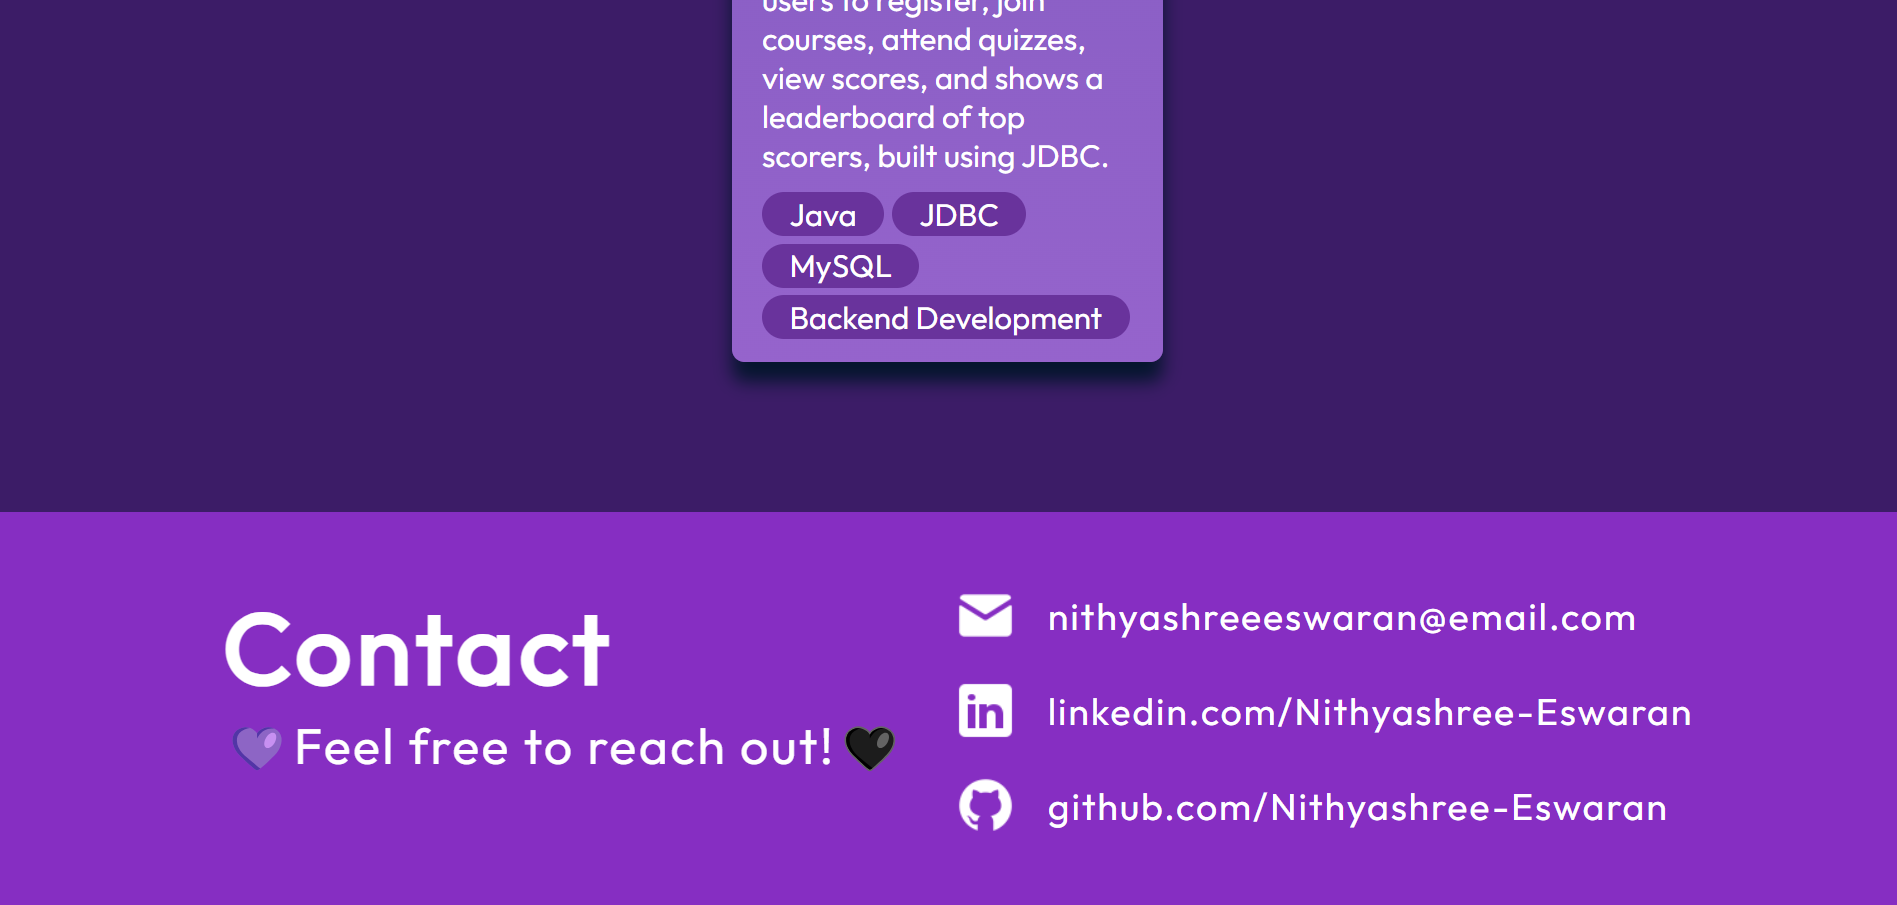 users to register, join
courses, attend quizzes,
view scores, and shows a
leaderboard of top
scorers, built using JDBC.
Java JDBC
MySQL
Backend Development
Contact
💜 Feel free to reach out! 🖤
nithyashreeeswaran@email.com
in linkedin.com/Nithyashree-Eswaran
github.com/Nithyashree-Eswaran